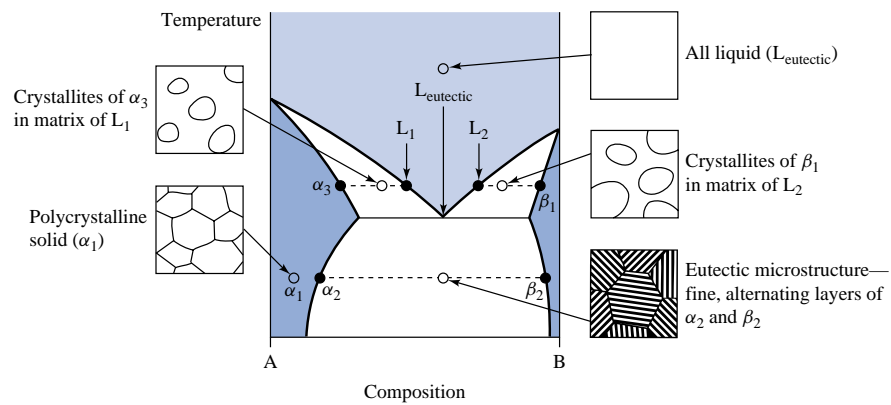 Temperature
All liquid (L_eutectic)
Crystallites of α₃
in matrix of L₁
L_eutectic
L₁
L₂
Crystallites of β₁
in matrix of L₂
α₃
β₁
Polycrystalline
solid (α₁)
α₁
α₂
β₂
Eutectic microstructure—
fine, alternating layers of
α₂ and β₂
A
B
Composition